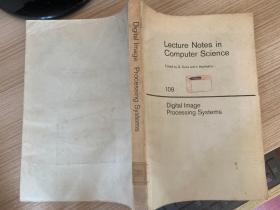 Digital Image Processing Systems
Lecture Notes in
Computer Science
Edited by G. Goos and J. Hartmanis
109
Digital Image
Processing Systems